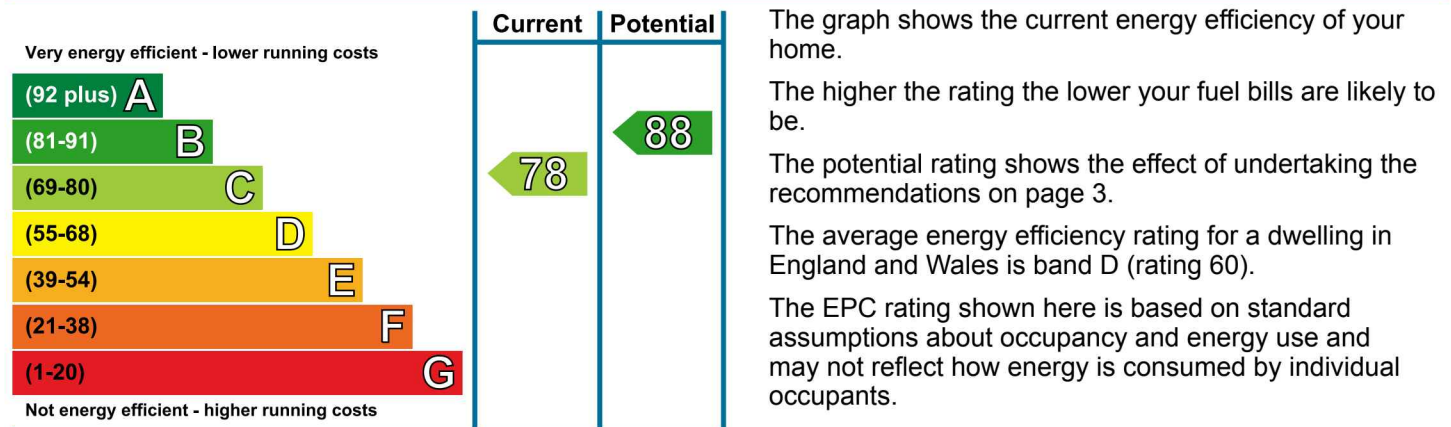 Current Potential
Very energy efficient - lower running costs
(92 plus) A
(81-91) B
(69-80) C
(55-68) D
(39-54) E
(21-38) F
(1-20) G
Not energy efficient - higher running costs
78
88
The graph shows the current energy efficiency of your
home.
The higher the rating the lower your fuel bills are likely to
be.
The potential rating shows the effect of undertaking the
recommendations on page 3.
The average energy efficiency rating for a dwelling in
England and Wales is band D (rating 60).
The EPC rating shown here is based on standard
assumptions about occupancy and energy use and
may not reflect how energy is consumed by individual
occupants.